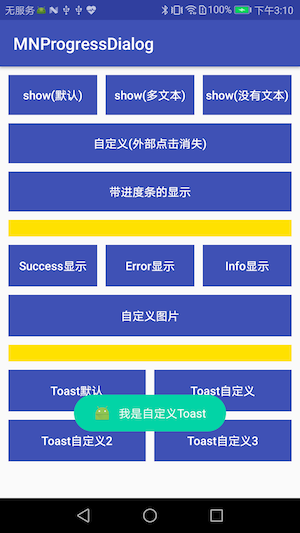 无服务 100% 下午3:10
MNProgressDialog
show(默认) show(多文本) show(没有文本)
自定义(外部点击消失)
带进度条的显示
Success显示 Error显示 Info显示
自定义图片
Toast默认 Toast自定义
我是自定义Toast
Toast自定义2 Toast自定义3